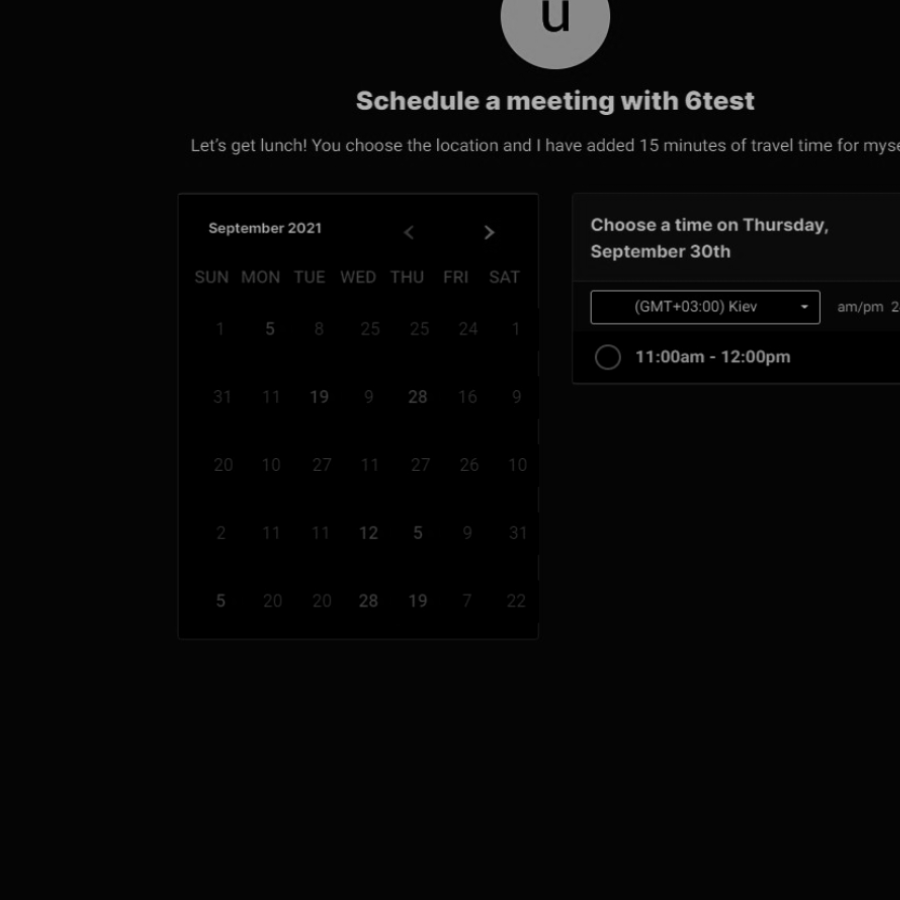 u
Schedule a meeting with 6test
Let's get lunch! You choose the location and I have added 15 minutes of travel time for myse
September 2021
SUN MON TUE WED THU FRI SAT
1 5 8 25 25 24 1
31 11 19 9 28 16 9
20 10 27 11 27 26 10
2 11 11 12 5 9 31
5 20 20 28 19 7 22
Choose a time on Thursday,
September 30th
(GMT+03:00) Kiev am/pm 2
11:00am - 12:00pm